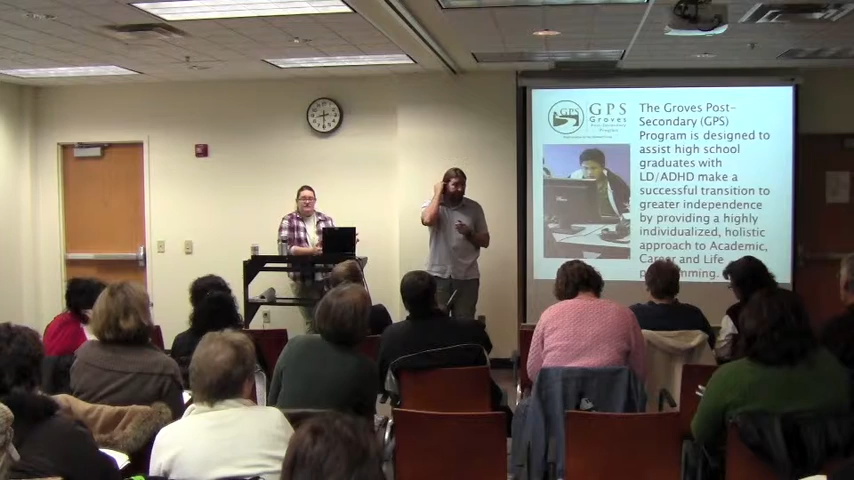 GPS
GPS
Groves
The Groves Post-
Secondary (GPS)
Program is designed to
assist high school
graduates with
LD/ADHD make a
successful transition to
greater independence
by providing a highly
individualized, holistic
approach to Academic,
Career and Life